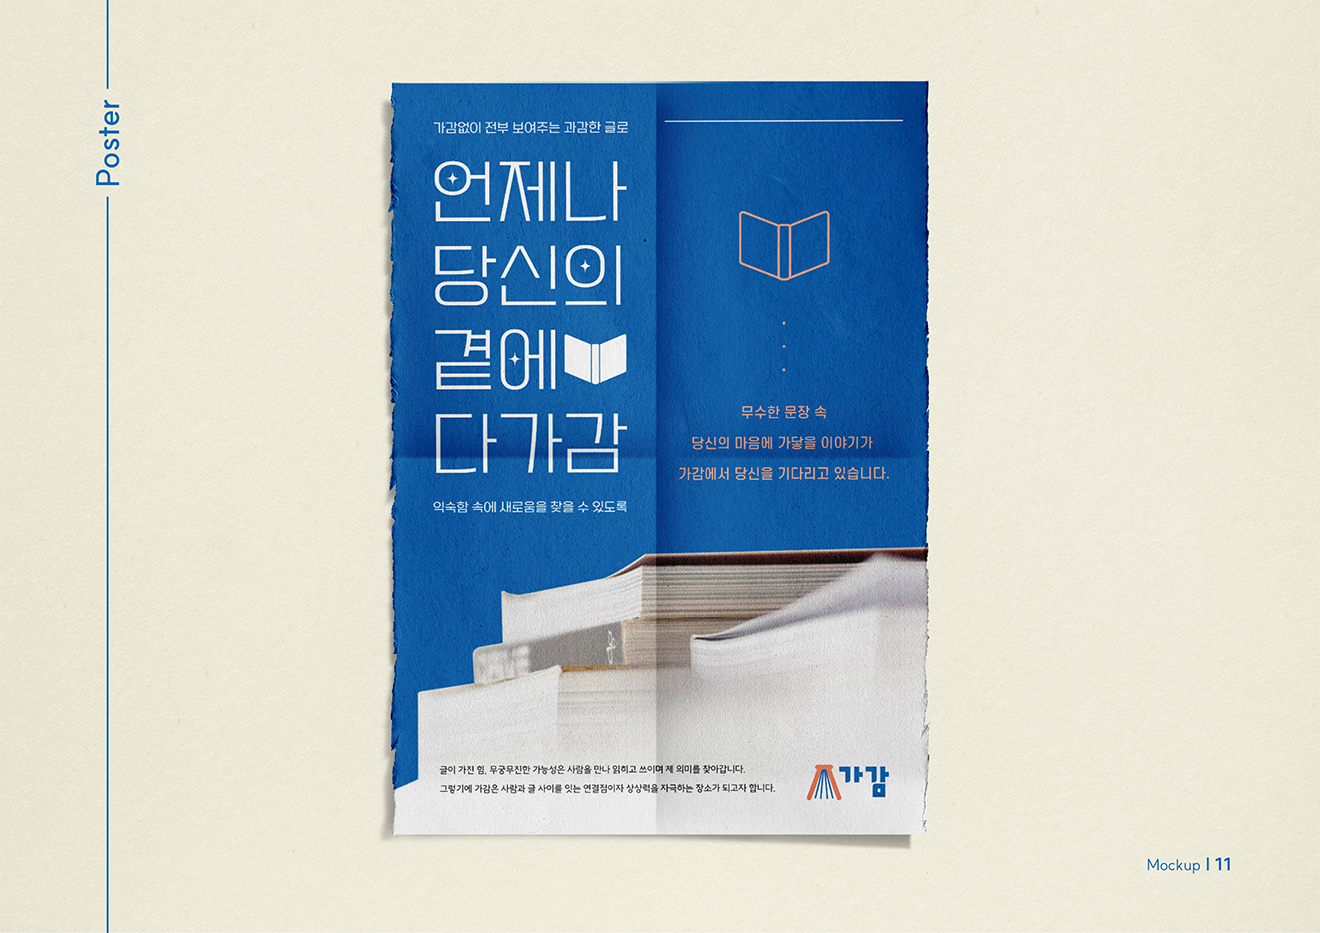 Poster
가감없이 전부 보여주는 과감한 글로
언제나
당신의
곁에
다가감
익숙함 속에 새로움을 찾을 수 있도록
무수한 문장 속
당신의 마음에 가닿을 이야기가
가감에서 당신을 기다리고 있습니다.
글이 가진 힘, 무궁무진한 가능성은 사람을 만나 읽히고 쓰이며 제 의미를 찾아갑니다.
그렇기에 가감은 사람과 글 사이를 잇는 연결점이자 상상력을 자극하는 장소가 되고자 합니다.
가감
Mockup | 11